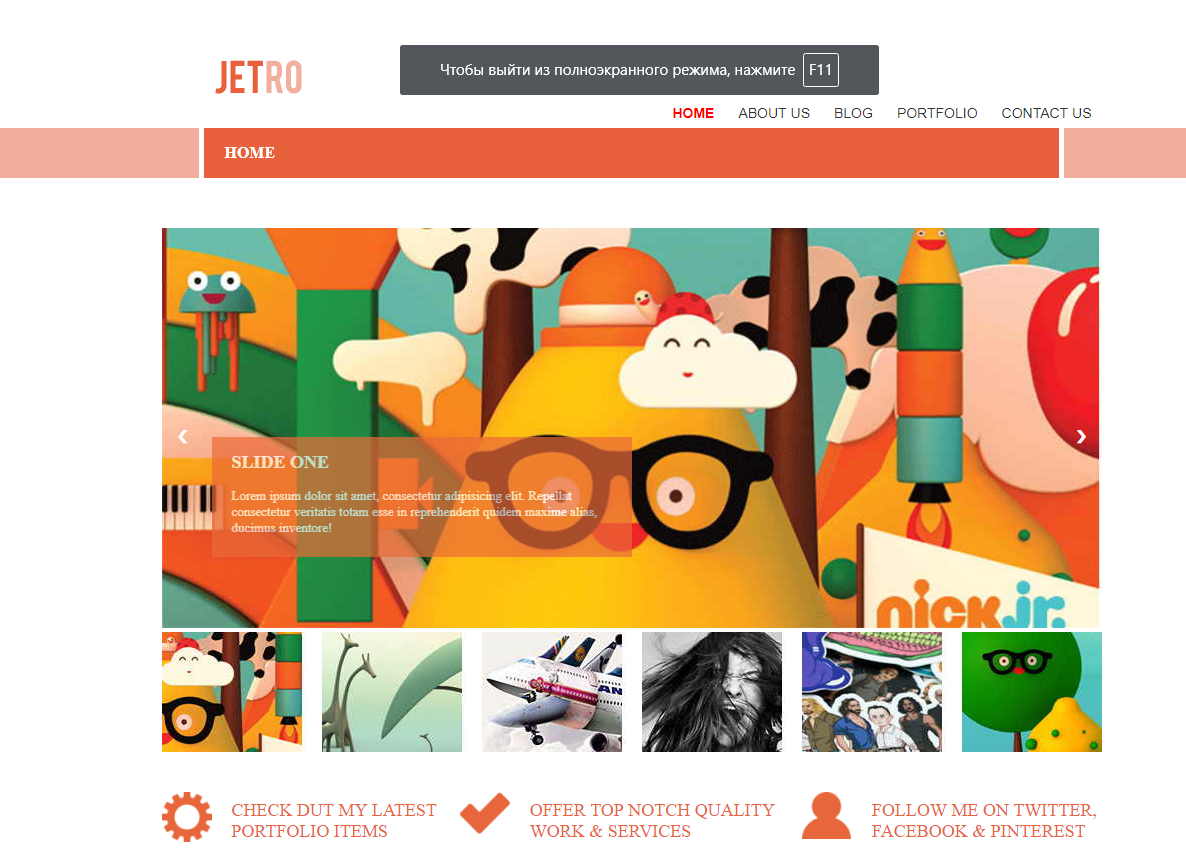 JETRO
Чтобы выйти из полноэкранного режима, нажмите F11
HOME ABOUT US BLOG PORTFOLIO CONTACT US
HOME
SLIDE ONE
Lorem ipsum dolor sit amet, consectetur adipisicing elit. Repellat
consectetur veritatis totam esse in reprehenderit quidem maxime alias,
ducimus inventore!
nick jr.
CHECK DUT MY LATEST
PORTFOLIO ITEMS
OFFER TOP NOTCH QUALITY
WORK & SERVICES
FOLLOW ME ON TWITTER,
FACEBOOK & PINTEREST